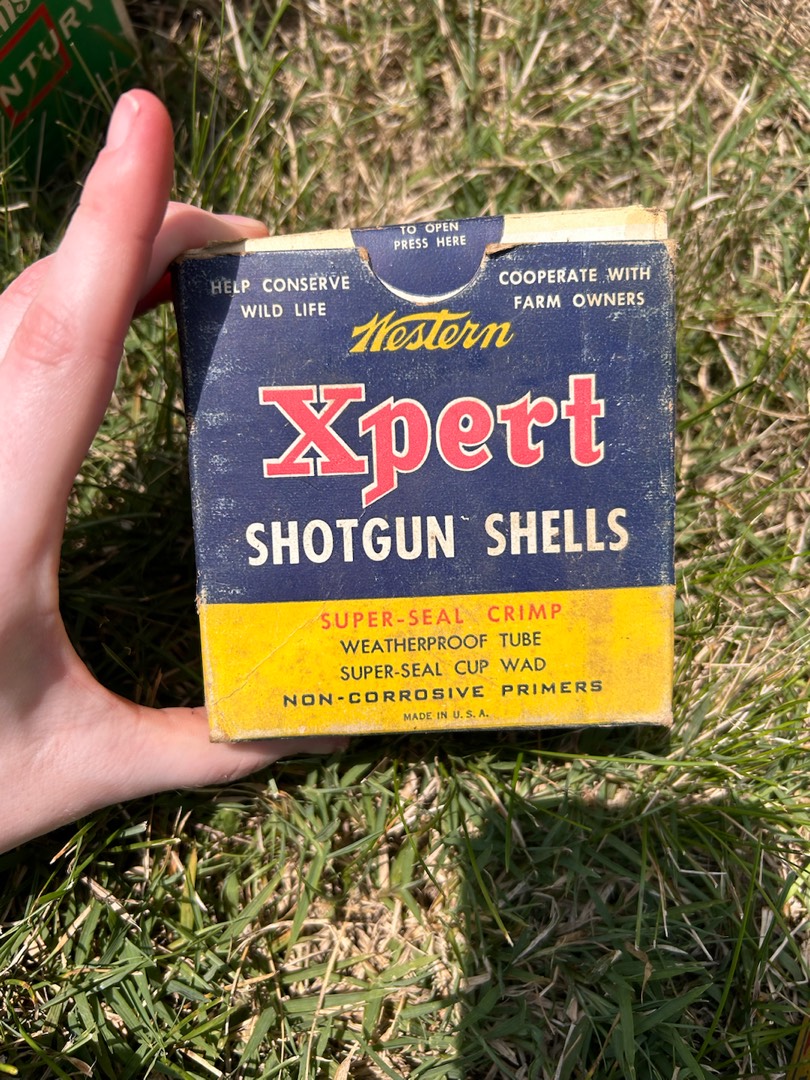 NTURY
TO OPEN
PRESS HERE
HELP CONSERVE
WILD LIFE
COOPERATE WITH
FARM OWNERS
Western
Xpert
SHOTGUN SHELLS
SUPER-SEAL CRIMP
WEATHERPROOF TUBE
SUPER-SEAL CUP WAD
NON-CORROSIVE PRIMERS
MADE IN U.S.A.